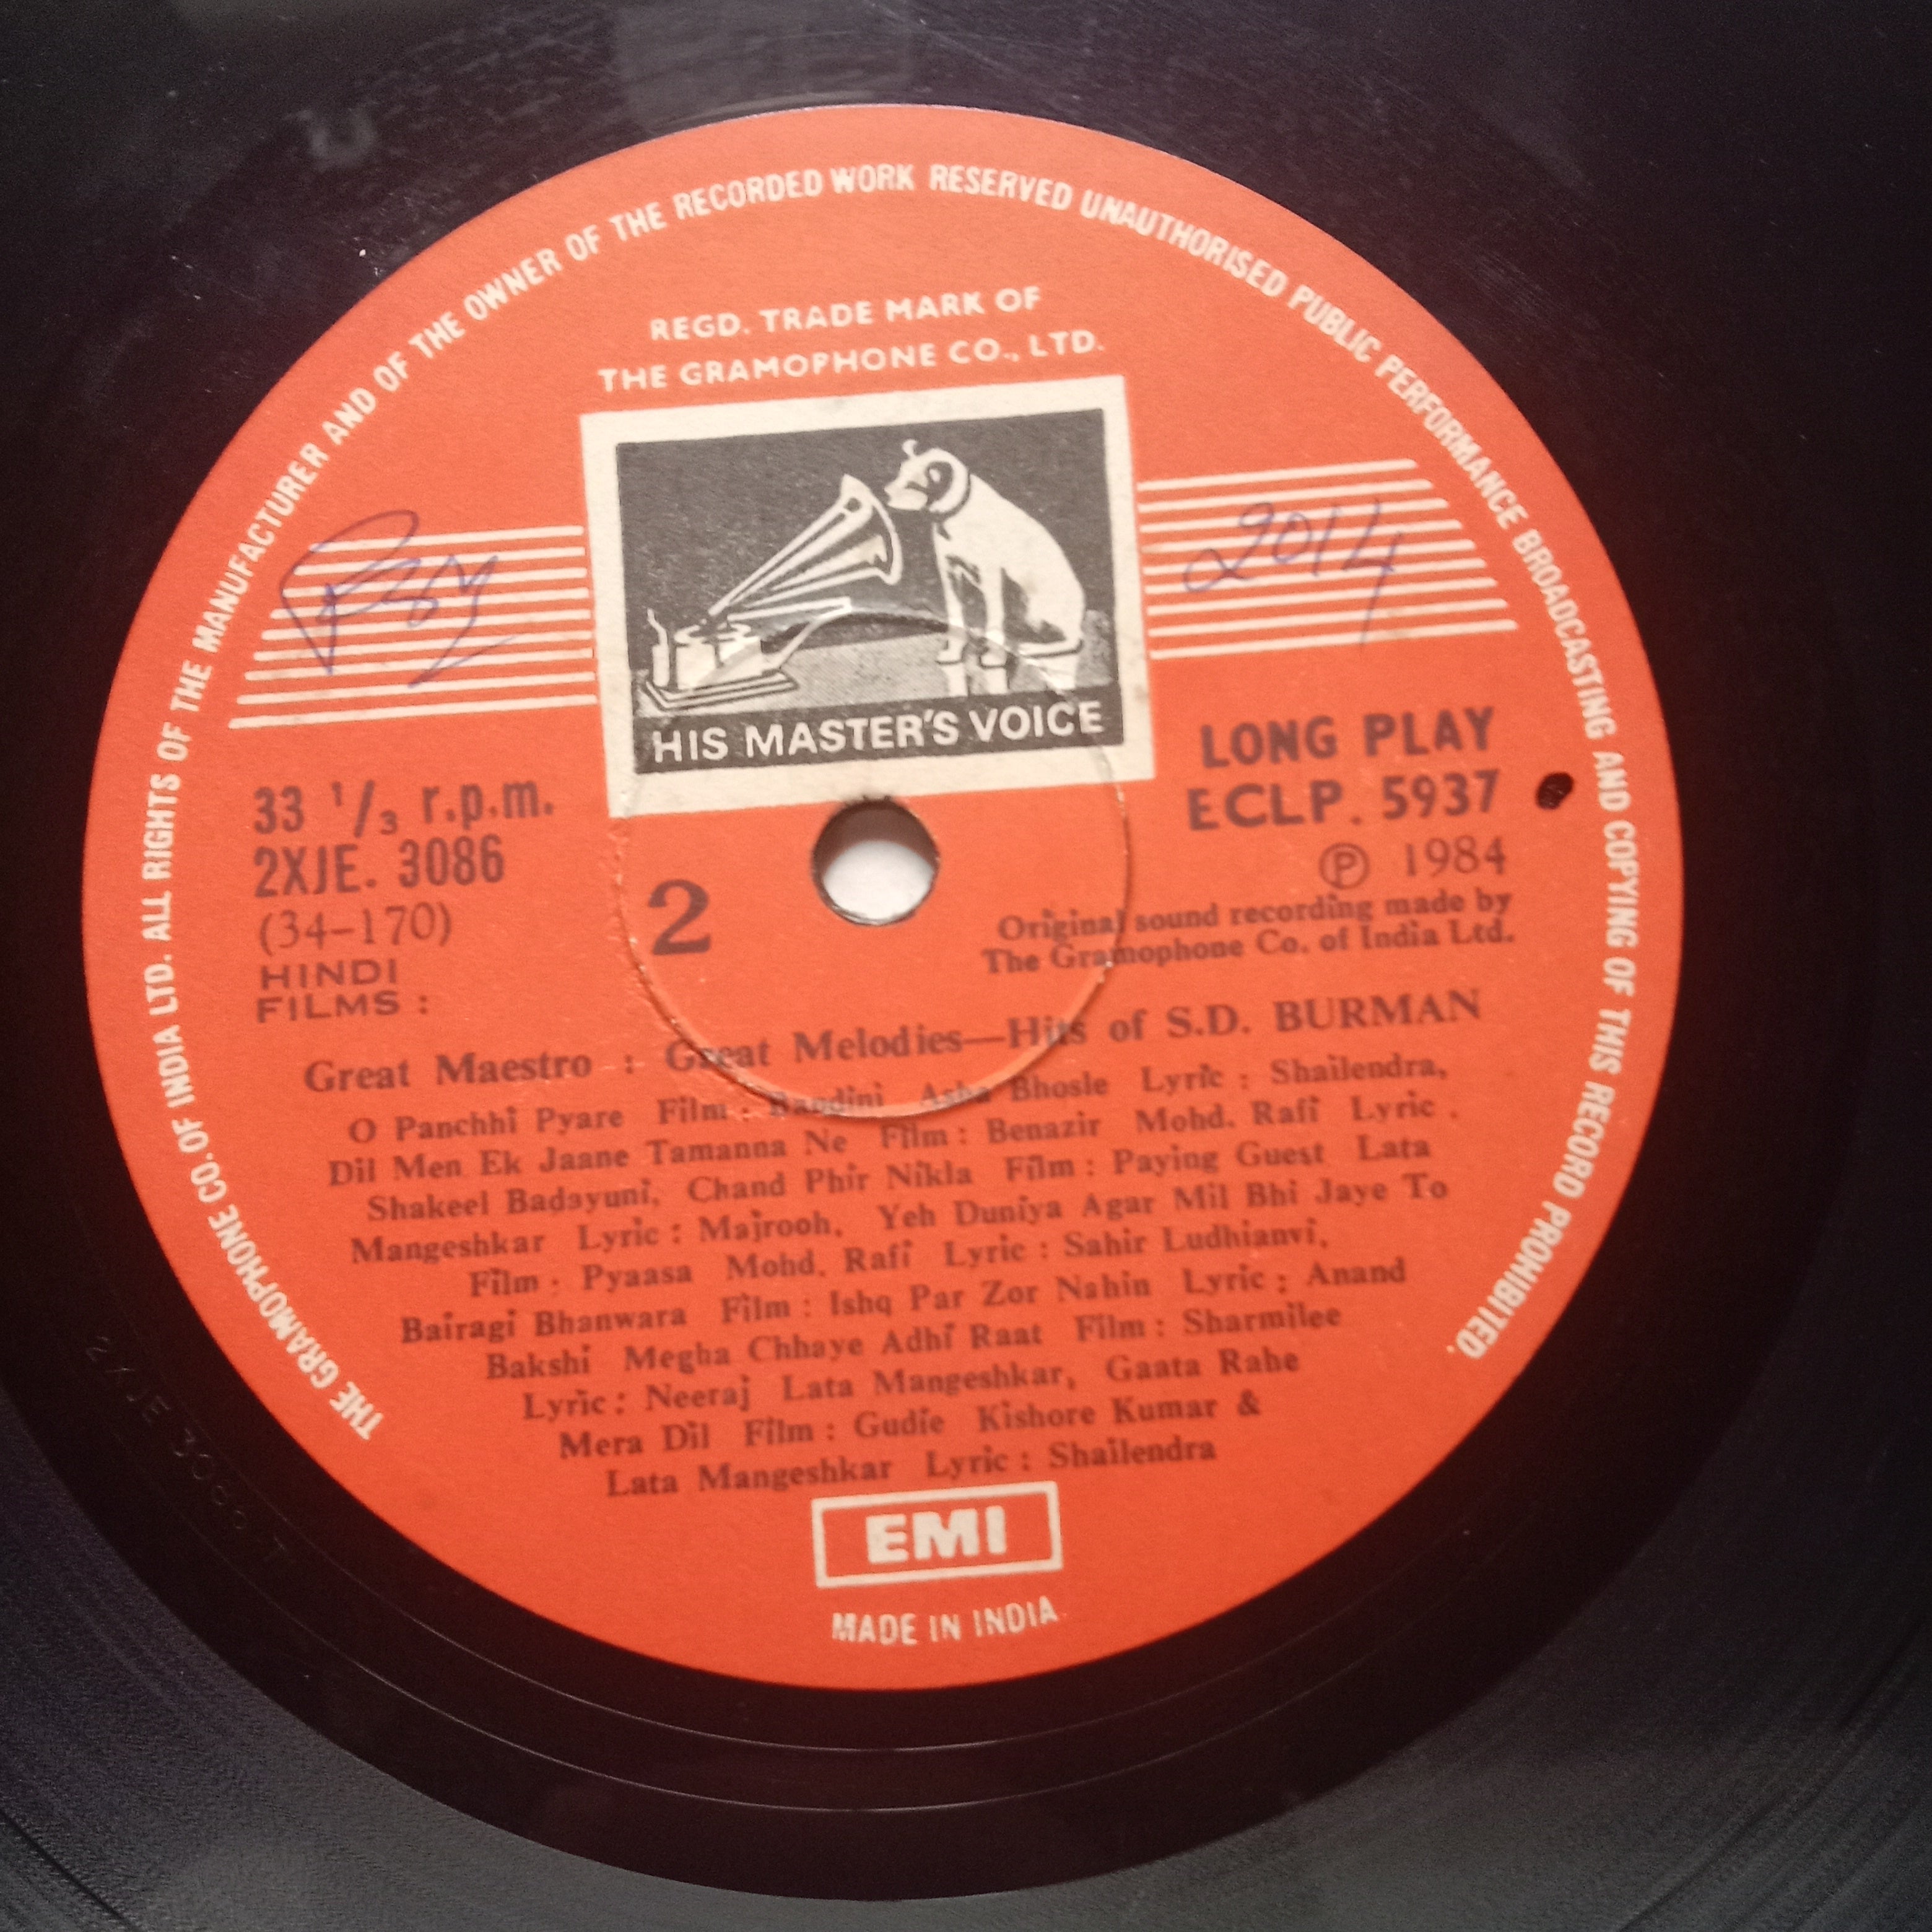 THE GRAMOPHONE CO. OF INDIA LTD. ALL RIGHTS OF THE MANUFACTURER AND OF THE OWNER OF THE RECORDED WORK RESERVED UNAUTHORISED PUBLIC PERFORMANCE BROADCASTING AND COPYING OF THIS RECORD PROHIBITED.
REGD. TRADE MARK OF
THE GRAMOPHONE CO., LTD.
2014
HIS MASTER'S VOICE
33 1/3 r.p.m.
2XJE. 3086
(34-170)
HINDI
FILMS :
2
LONG PLAY
ECLP. 5937
Ⓟ 1984
Original sound recording made by
The Gramophone Co. of India Ltd.
Great Maestro : Great Melodies—Hits of S.D. BURMAN
O Panchhi Pyare Film : Bandini Asha Bhosle Lyric : Shailendra,
Dil Men Ek Jaane Tamanna Ne Film : Benazir Mohd. Rafi Lyric :
Shakeel Badayuni, Chand Phir Nikla Film : Paying Guest Lata
Mangeshkar Lyric : Majrooh, Yeh Duniya Agar Mil Bhi Jaye To
Film : Pyaasa Mohd. Rafi Lyric : Sahir Ludhianvi,
Bairagi Bhanwara Film : Ishq Par Zor Nahin Lyric : Anand
Bakshi Megha Chhaye Adhi Raat Film : Sharmilee
Lyric : Neeraj Lata Mangeshkar, Gaata Rahe
Mera Dil Film : Gudie Kishore Kumar &
Lata Mangeshkar Lyric : Shailendra
EMI
MADE IN INDIA